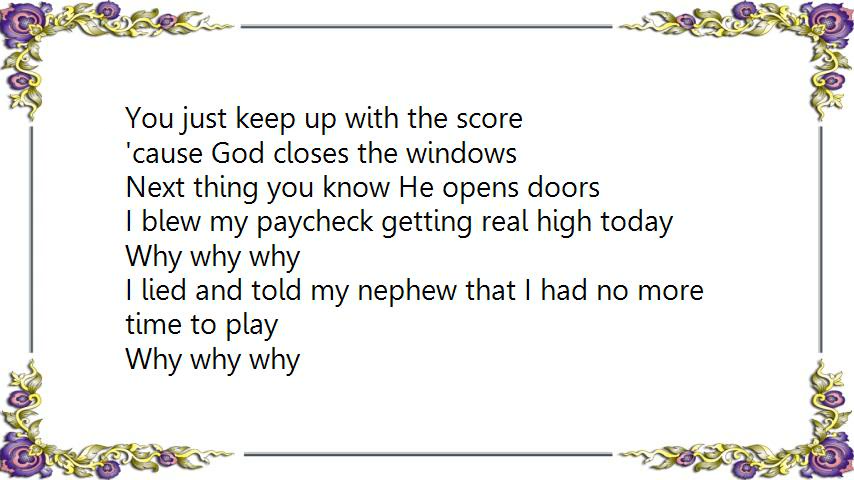 You just keep up with the score
'cause God closes the windows
Next thing you know He opens doors
I blew my paycheck getting real high today
Why why why
I lied and told my nephew that I had no more
time to play
Why why why